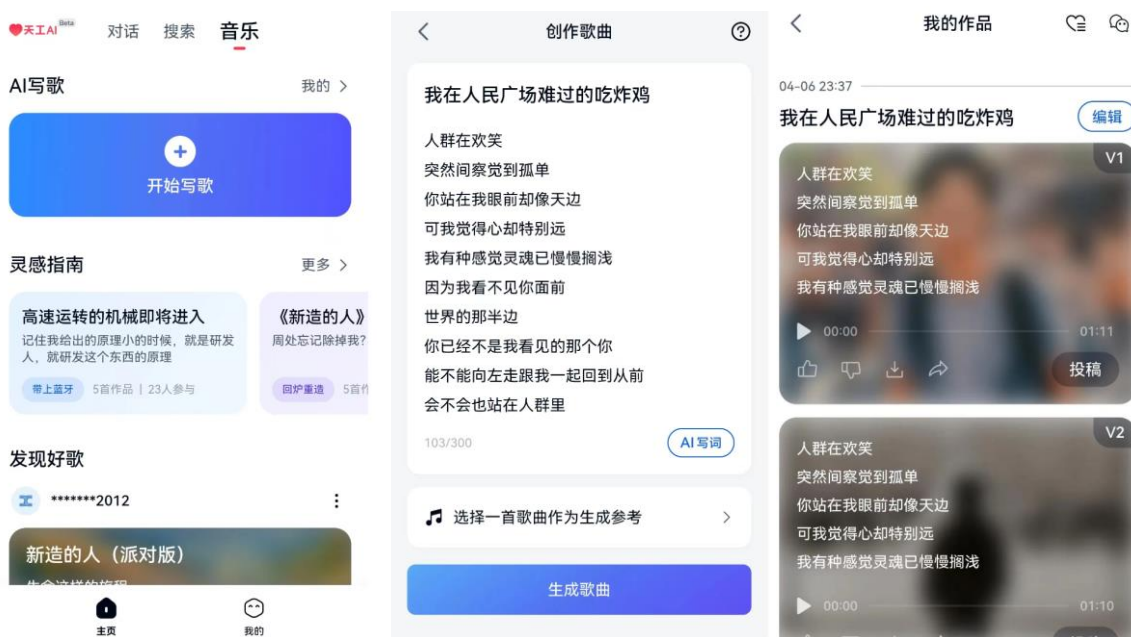 天工AI Beta
对话 搜索 音乐
AI写歌
我的 >
开始写歌
灵感指南
更多 >
高速运转的机械即将进入
记住我给出的原理小的时候，就是研发
人，就研发这个东西的原理
带上蓝牙 5首作品 | 23人参与
《新造的人》
周处忘记除掉我?
回炉重造 5首作
发现好歌
*******2012
新造的人（派对版）
生命这样的旅程
主页
我的
创作歌曲
我在人民广场难过的吃炸鸡
人群在欢笑
突然间察觉到孤单
你站在我眼前却像天边
可我觉得心却特别远
我有种感觉灵魂已慢慢搁浅
因为我看不见你面前
世界的那半边
你已经不是我看见的那个你
能不能向左走跟我一起回到从前
会不会也站在人群里
103/300
AI写词
选择一首歌曲作为生成参考
生成歌曲
我的作品
04-06 23:37
我在人民广场难过的吃炸鸡
编辑
V1
人群在欢笑
突然间察觉到孤单
你站在我眼前却像天边
可我觉得心却特别远
我有种感觉灵魂已慢慢搁浅
00:00
01:11
投稿
V2
人群在欢笑
突然间察觉到孤单
你站在我眼前却像天边
可我觉得心却特别远
我有种感觉灵魂已慢慢搁浅
00:00
01:10